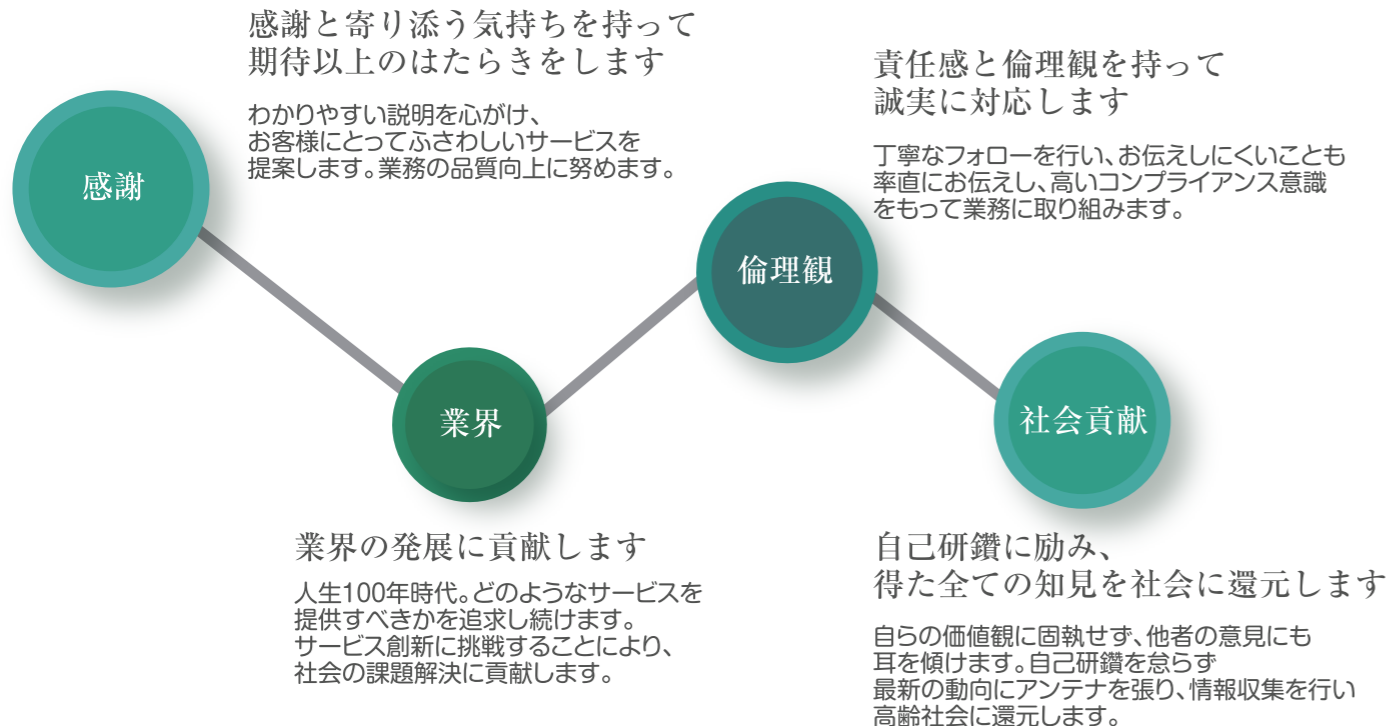 感謝と寄り添う気持ちを持って
期待以上のはたらきをします
わかりやすい説明を心がけ、
お客様にとってふさわしいサービスを
提案します。業務の品質向上に努めます。
感謝
業界
業界の発展に貢献します
人生100年時代。どのようなサービスを
提供すべきかを追求し続けます。
サービス創新に挑戦することにより、
社会の課題解決に貢献します。
責任感と倫理観を持って
誠実に対応します
丁寧なフォローを行い、お伝えしにくいことも
率直にお伝えし、高いコンプライアンス意識
をもって業務に取り組みます。
倫理観
社会貢献
自己研鑽に励み、
得た全ての知見を社会に還元します
自らの価値観に固執せず、他者の意見にも
耳を傾けます。自己研鑽を怠らず
最新の動向にアンテナを張り、情報収集を行い
高齢社会に還元します。